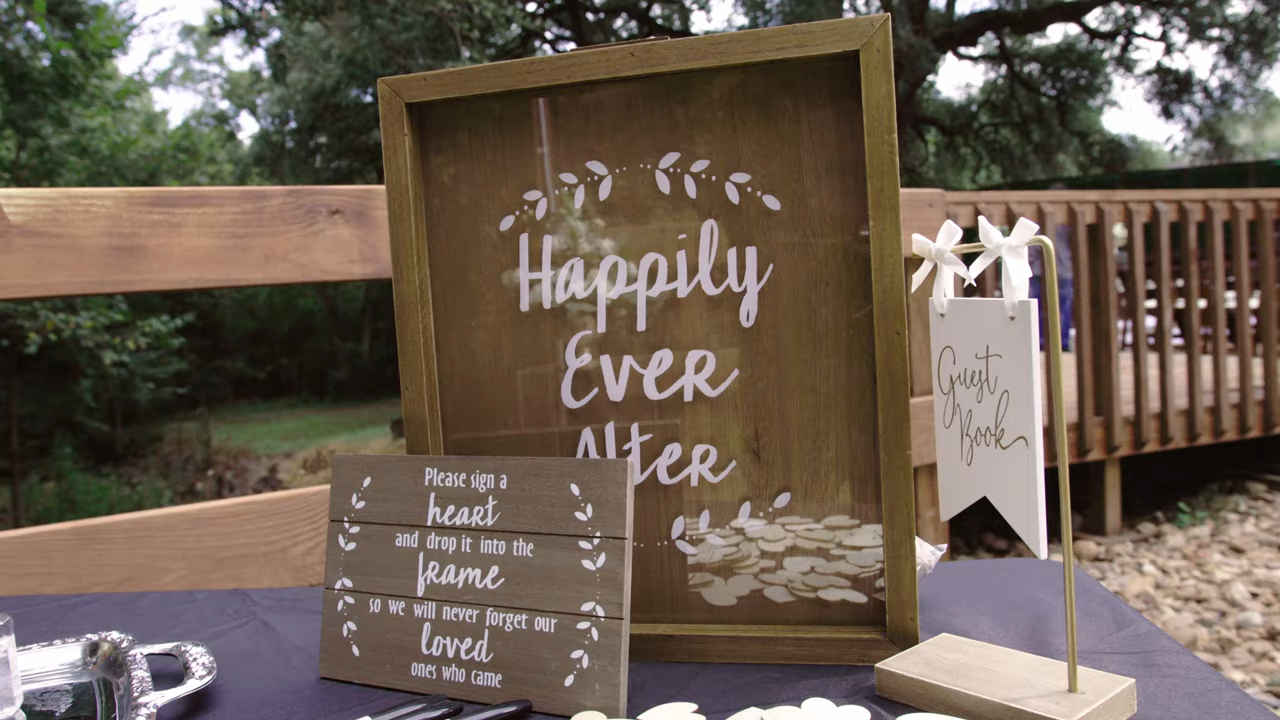 Happily
Ever
After
Please sign a
heart
and drop it into the
frame
so we will never forget our
loved
ones who came
Guest
Book